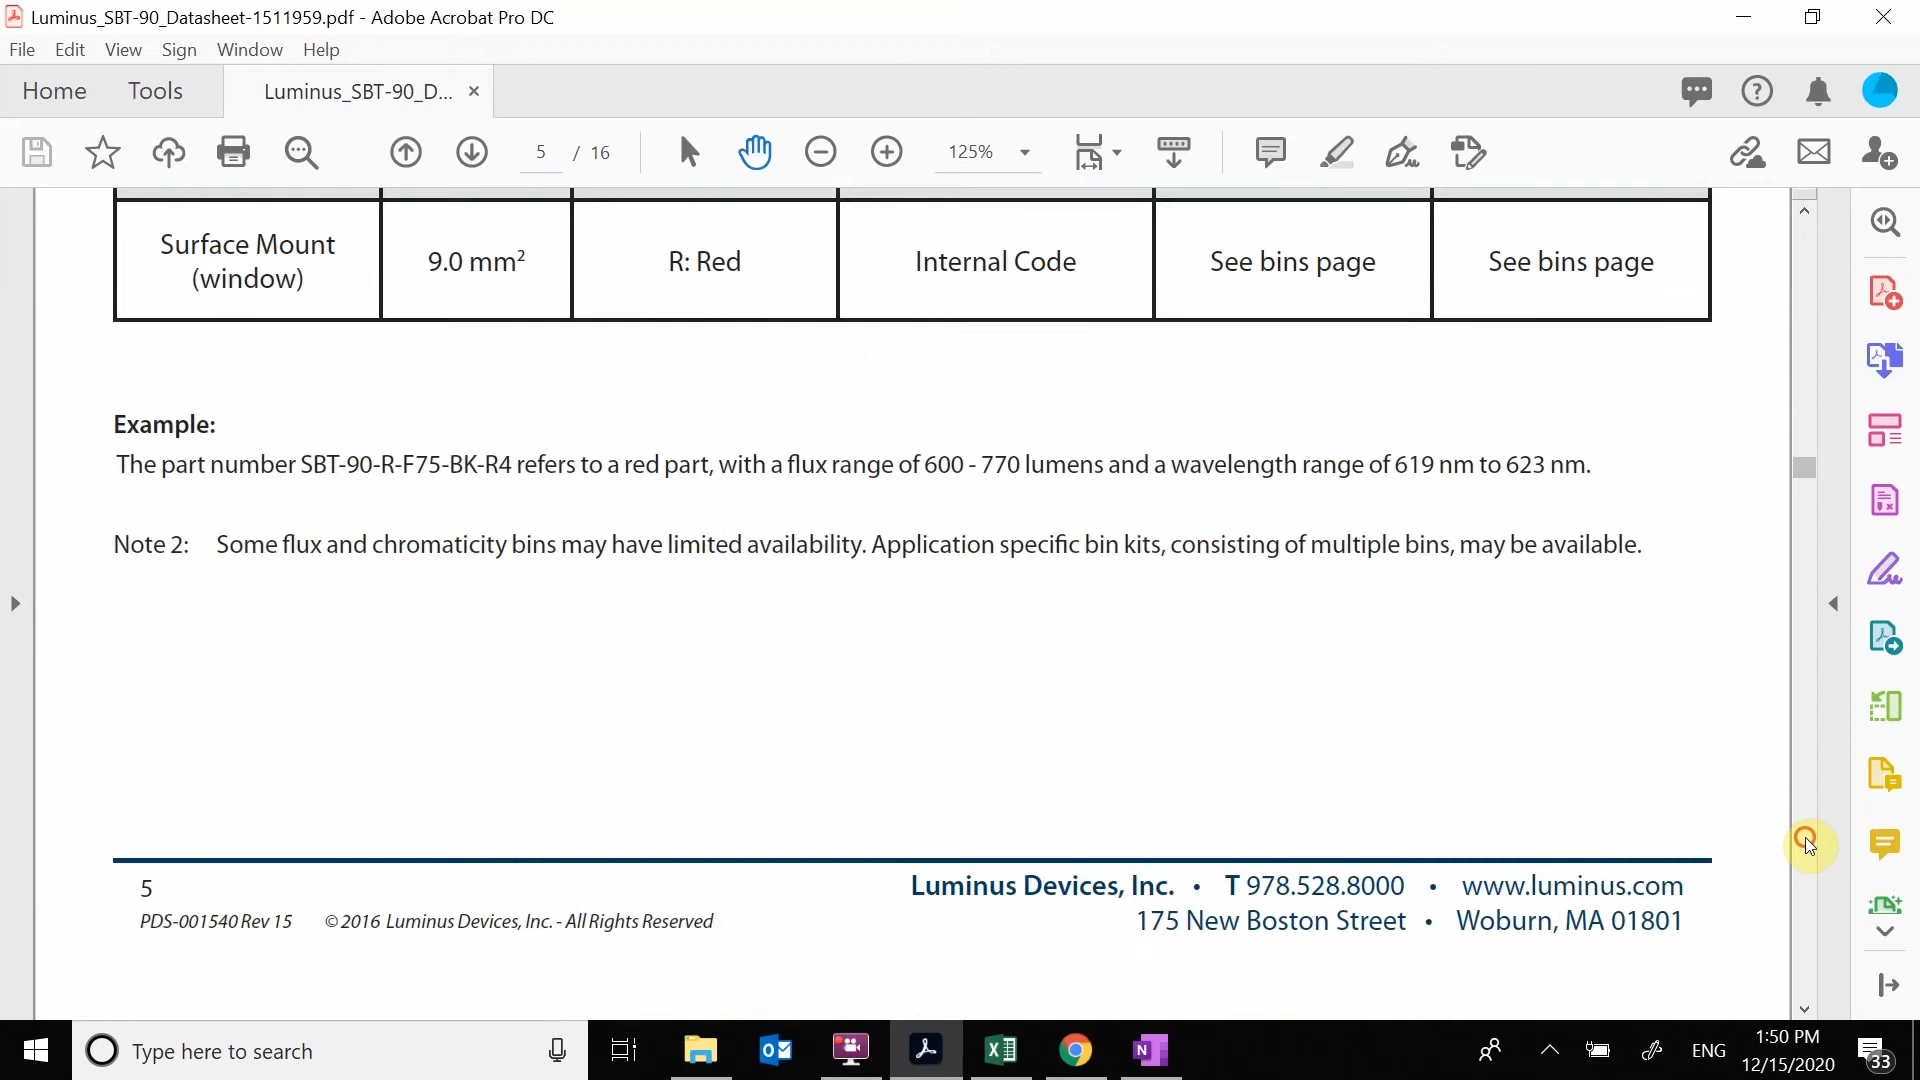 Luminus_SBT-90_Datasheet-1511959.pdf - Adobe Acrobat Pro DC
File Edit View Sign Window Help
Home Tools Luminus_SBT-90_D... ×
5 / 16 125%
Surface Mount
(window)
9.0 mm²
R: Red
Internal Code
See bins page
See bins page
Example:
The part number SBT-90-R-F75-BK-R4 refers to a red part, with a flux range of 600 - 770 lumens and a wavelength range of 619 nm to 623 nm.
Note 2: Some flux and chromaticity bins may have limited availability. Application specific bin kits, consisting of multiple bins, may be available.
5
PDS-001540 Rev 15 © 2016 Luminus Devices, Inc. - All Rights Reserved
Luminus Devices, Inc. • T 978.528.8000 • www.luminus.com
175 New Boston Street • Woburn, MA 01801
Type here to search
ENG
1:50 PM
12/15/2020
33